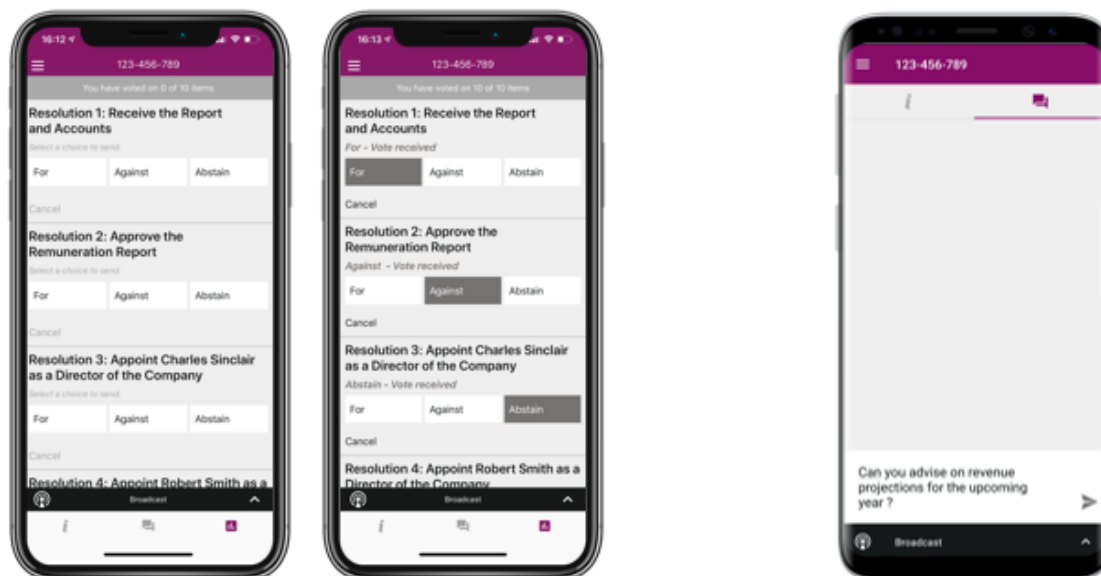 16:12
123-456-789
You have voted on 0 of 10 items
Resolution 1: Receive the Report
and Accounts
Select a choice to send.
For Against Abstain
Cancel
Resolution 2: Approve the
Remuneration Report
Select a choice to send.
For Against Abstain
Cancel
Resolution 3: Appoint Charles Sinclair
as a Director of the Company
Select a choice to send.
For Against Abstain
Cancel
Resolution 4: Appoint Robert Smith as a
Broadcast
16:13
123-456-789
You have voted on 10 of 10 items
Resolution 1: Receive the Report
and Accounts
For - Vote received
For Against Abstain
Cancel
Resolution 2: Approve the
Remuneration Report
Against - Vote received
For Against Abstain
Cancel
Resolution 3: Appoint Charles Sinclair
as a Director of the Company
Abstain - Vote received
For Against Abstain
Cancel
Resolution 4: Appoint Robert Smith as a
Director of the Company
Broadcast
123-456-789
Can you advise on revenue
projections for the upcoming
year ?
Broadcast